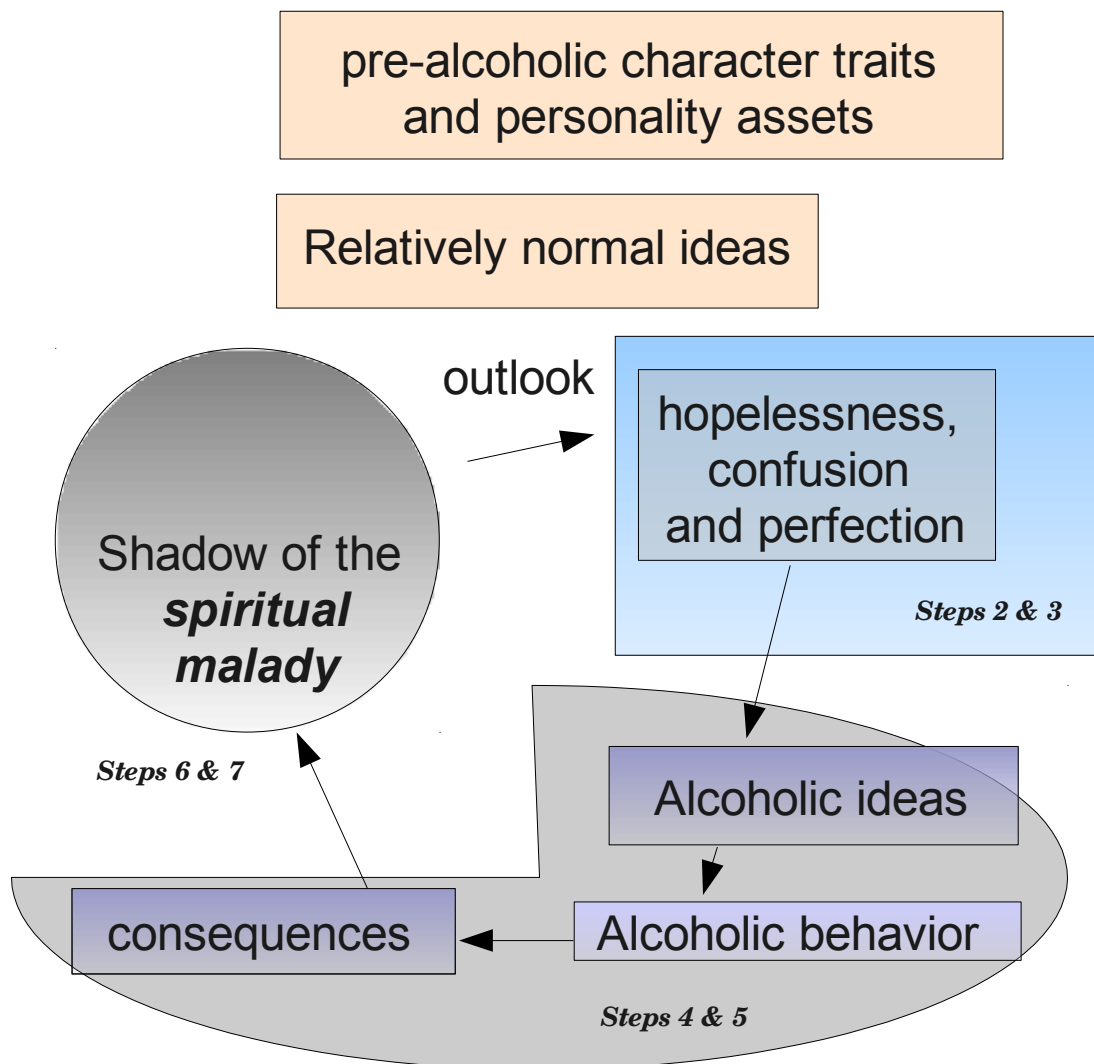 pre-alcoholic character traits
and personality assets
Relatively normal ideas
outlook
hopelessness,
confusion
and perfection
Steps 2 & 3
Shadow of the
spiritual
malady
Steps 6 & 7
Alcoholic ideas
consequences
Alcoholic behavior
Steps 4 & 5